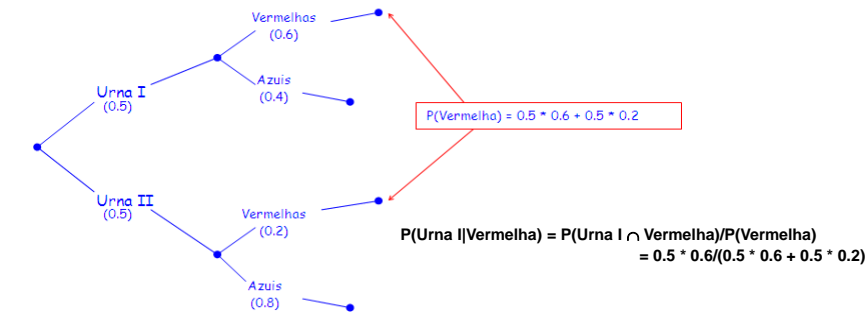 Vermelhas
(0.6)
Azuis
(0.4)
Urna I
(0.5)
P(Vermelha) = 0.5 * 0.6 + 0.5 * 0.2
Urna II
(0.5)
Vermelhas
(0.2)
Azuis
(0.8)
P(Urna I|Vermelha) = P(Urna I ∩ Vermelha)/P(Vermelha)
= 0.5 * 0.6/(0.5 * 0.6 + 0.5 * 0.2)